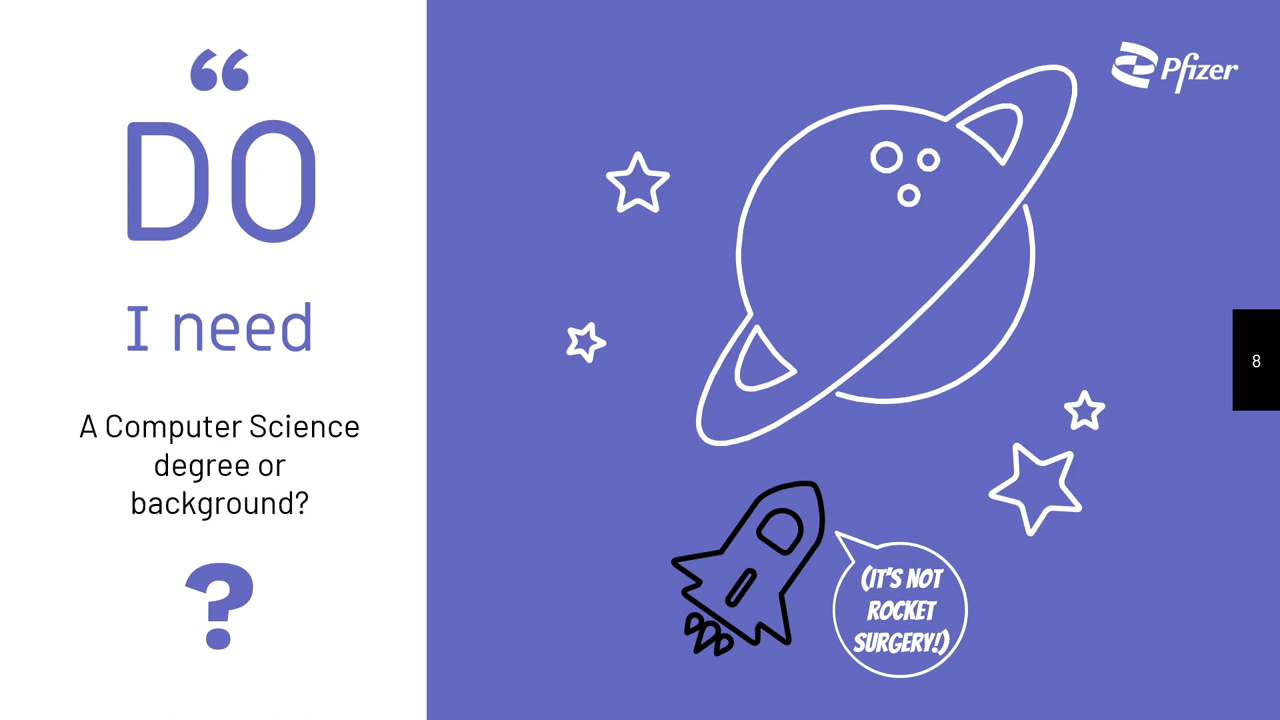 “
DO
I need
A Computer Science
degree or
background?
?
Pfizer
8
(IT'S NOT
ROCKET
SURGERY!)